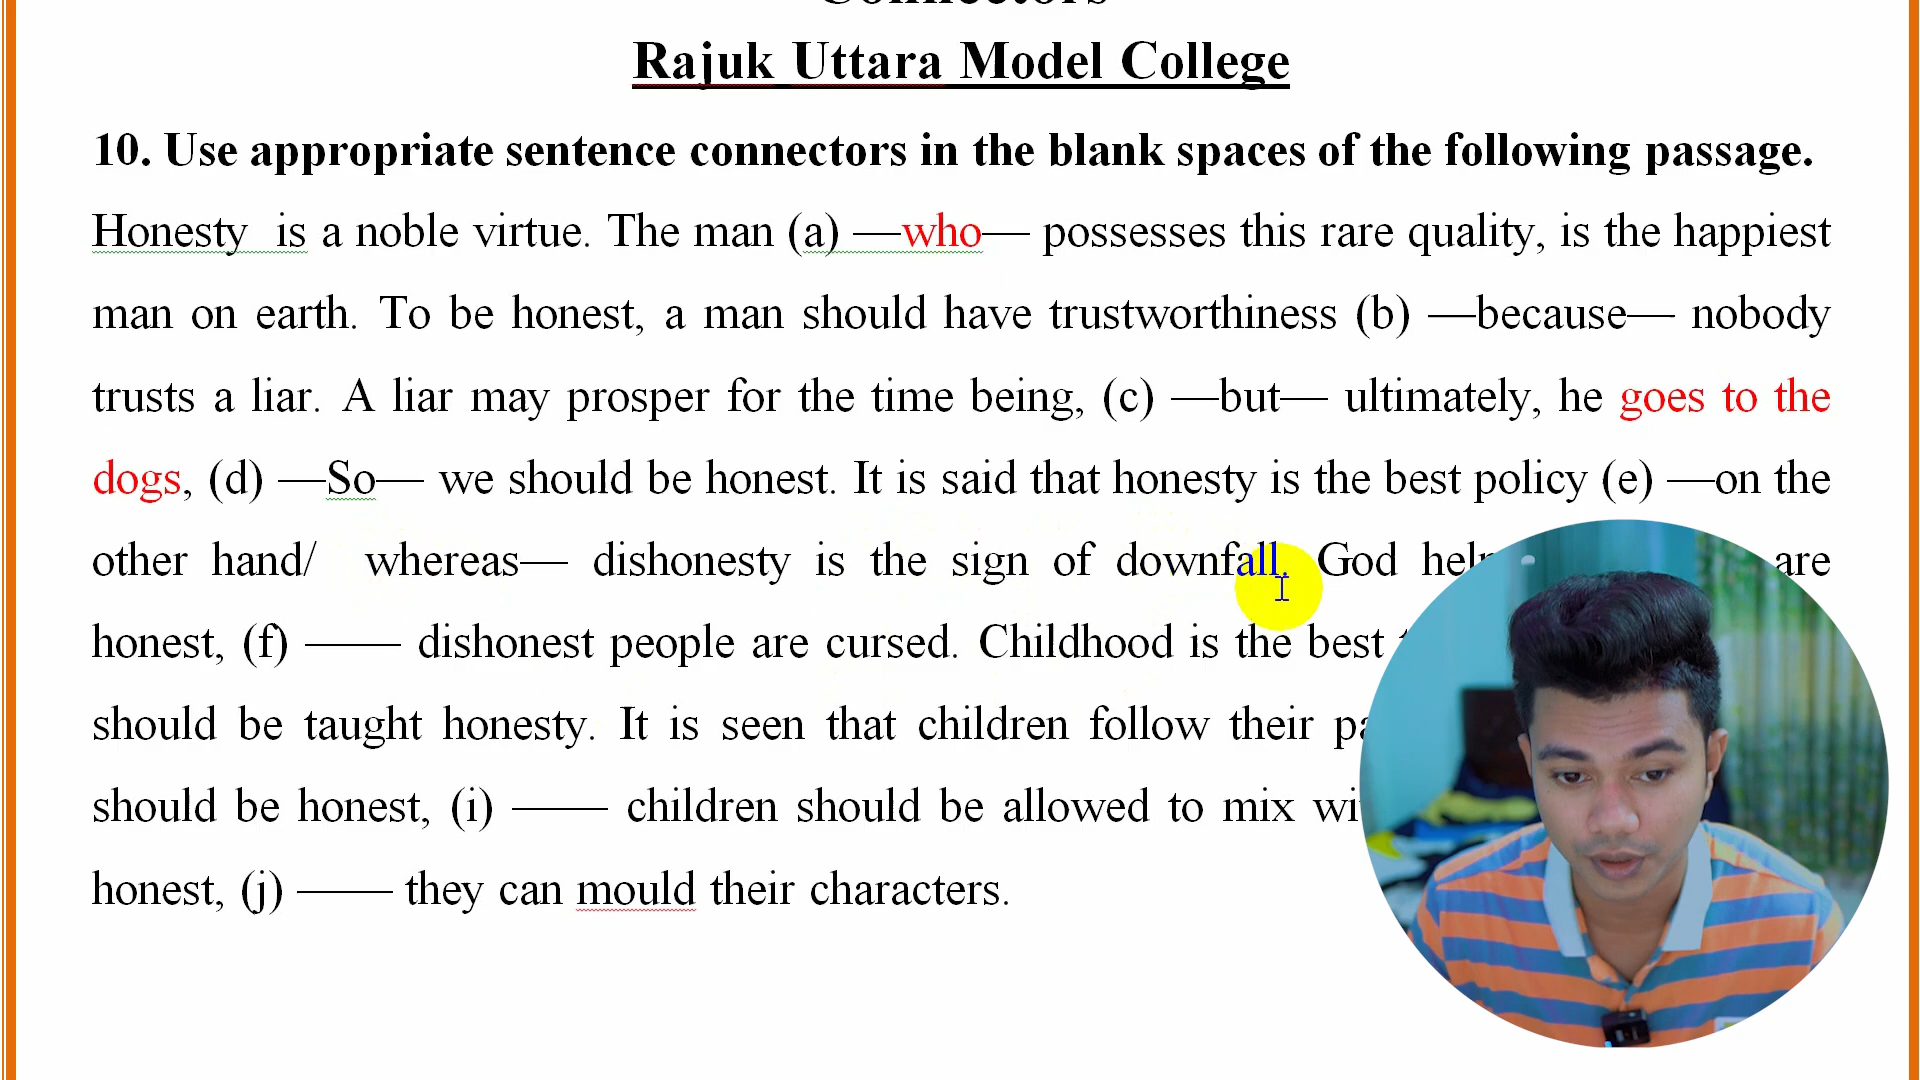 Connectors
Rajuk Uttara Model College
10. Use appropriate sentence connectors in the blank spaces of the following passage.
Honesty is a noble virtue. The man (a) —who— possesses this rare quality, is the happiest
man on earth. To be honest, a man should have trustworthiness (b) —because— nobody
trusts a liar. A liar may prosper for the time being, (c) —but— ultimately, he goes to the
dogs, (d) —So— we should be honest. It is said that honesty is the best policy (e) —on the
other hand/ whereas— dishonesty is the sign of downfall. God are
honest, (f) —— dishonest people are cursed. Childhood is the best
should be taught honesty. It is seen that children follow their
should be honest, (i) —— children should be allowed to mix
honest, (j) —— they can mould their characters.